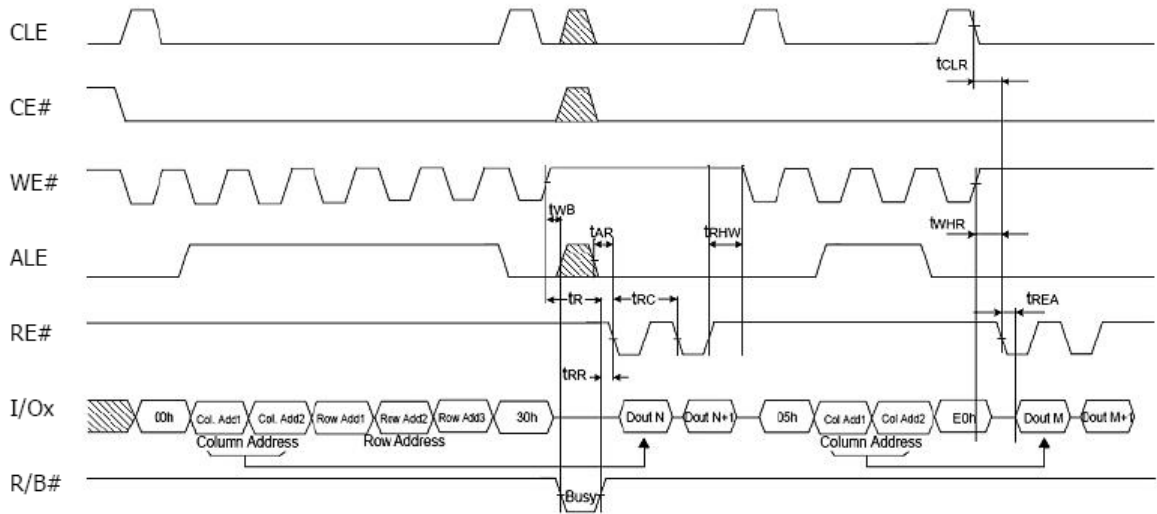 CLE
tCLR
CE#
WE#
tWB
tAR
tRHW
tWHR
ALE
tR
tRC
tREA
RE#
tRR
I/Ox
00h Col. Add1 Col. Add2 Row Add1 Row Add2 Row Add3 30h Dout N Dout N+1 05h Col Add1 Col Add2 E0h Dout M Dout M+1
Column Address Row Address Column Address
R/B#
Busy